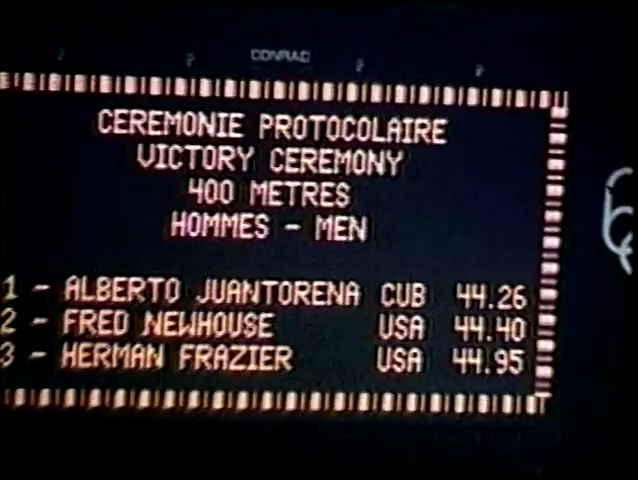 CONRAC
CEREMONIE PROTOCOLAIRE
VICTORY CEREMONY
400 METRES
HOMMES - MEN
1 - ALBERTO JUANTORENA CUB 44.26
2 - FRED NEWHOUSE USA 44.40
3 - HERMAN FRAZIER USA 44.95